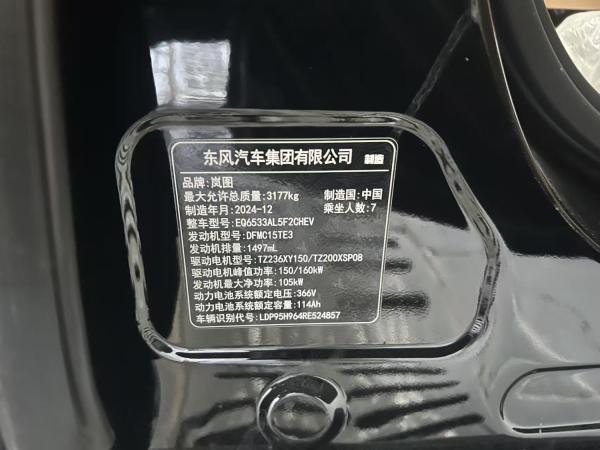 东风汽车集团有限公司 制造
品牌:岚图
最大允许总质量:3177kg 制造国:中国
制造年月:2024-12 乘坐人数:7
整车型号:EQ6533AL5F2CHEV
发动机型号:DFMC15TE3
发动机排量:1497mL
驱动电机型号:TZ236XY150/TZ200XSP08
驱动电机峰值功率:150/160kW
发动机最大净功率:105kW
动力电池系统额定电压:366V
动力电池系统额定容量:114Ah
车辆识别代号:LDP95H964RE524857